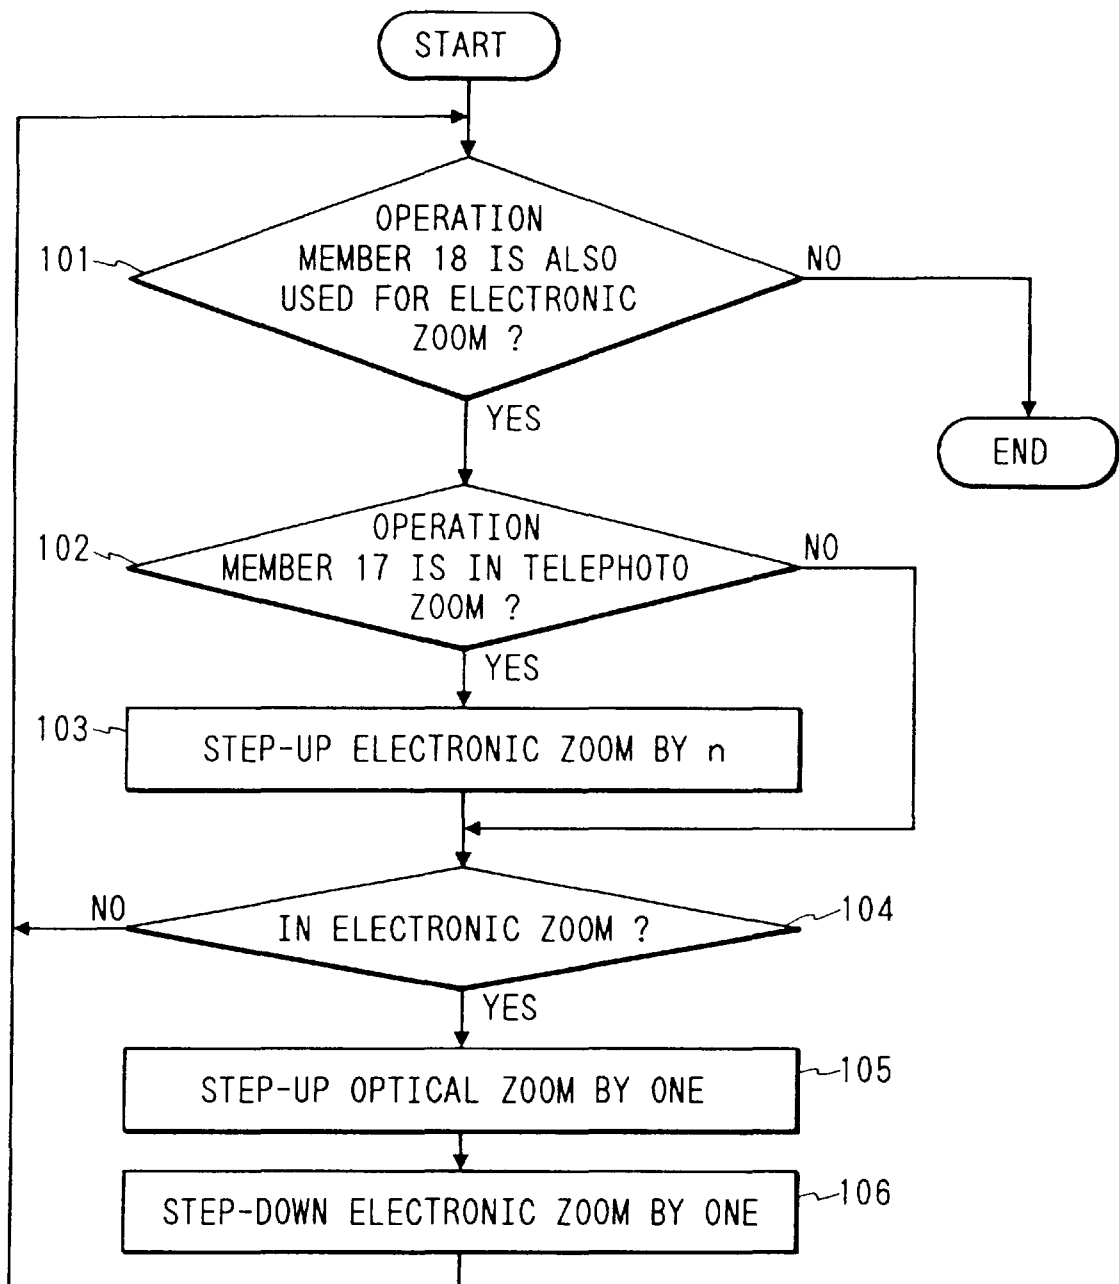 START
101
OPERATION
MEMBER 18 IS ALSO
USED FOR ELECTRONIC
ZOOM ?
NO
YES
END
102
OPERATION
MEMBER 17 IS IN TELEPHOTO
ZOOM ?
NO
YES
103
STEP-UP ELECTRONIC ZOOM BY n
NO
IN ELECTRONIC ZOOM ?
104
YES
STEP-UP OPTICAL ZOOM BY ONE
105
STEP-DOWN ELECTRONIC ZOOM BY ONE
106